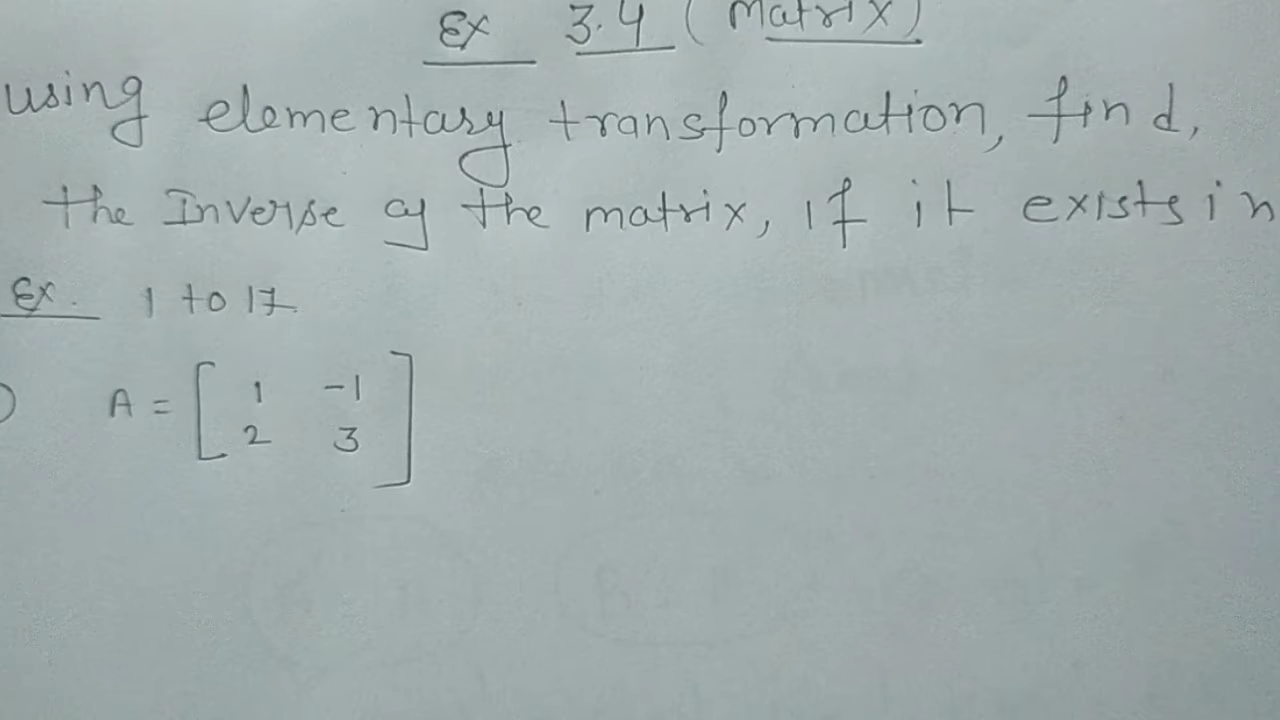 Ex 3.4 (Matrix)
using elementary transformation, find,
the Inverse of the matrix, if it exists in
Ex. 1 to 17.
) A = [ 1 -1
2 3 ]